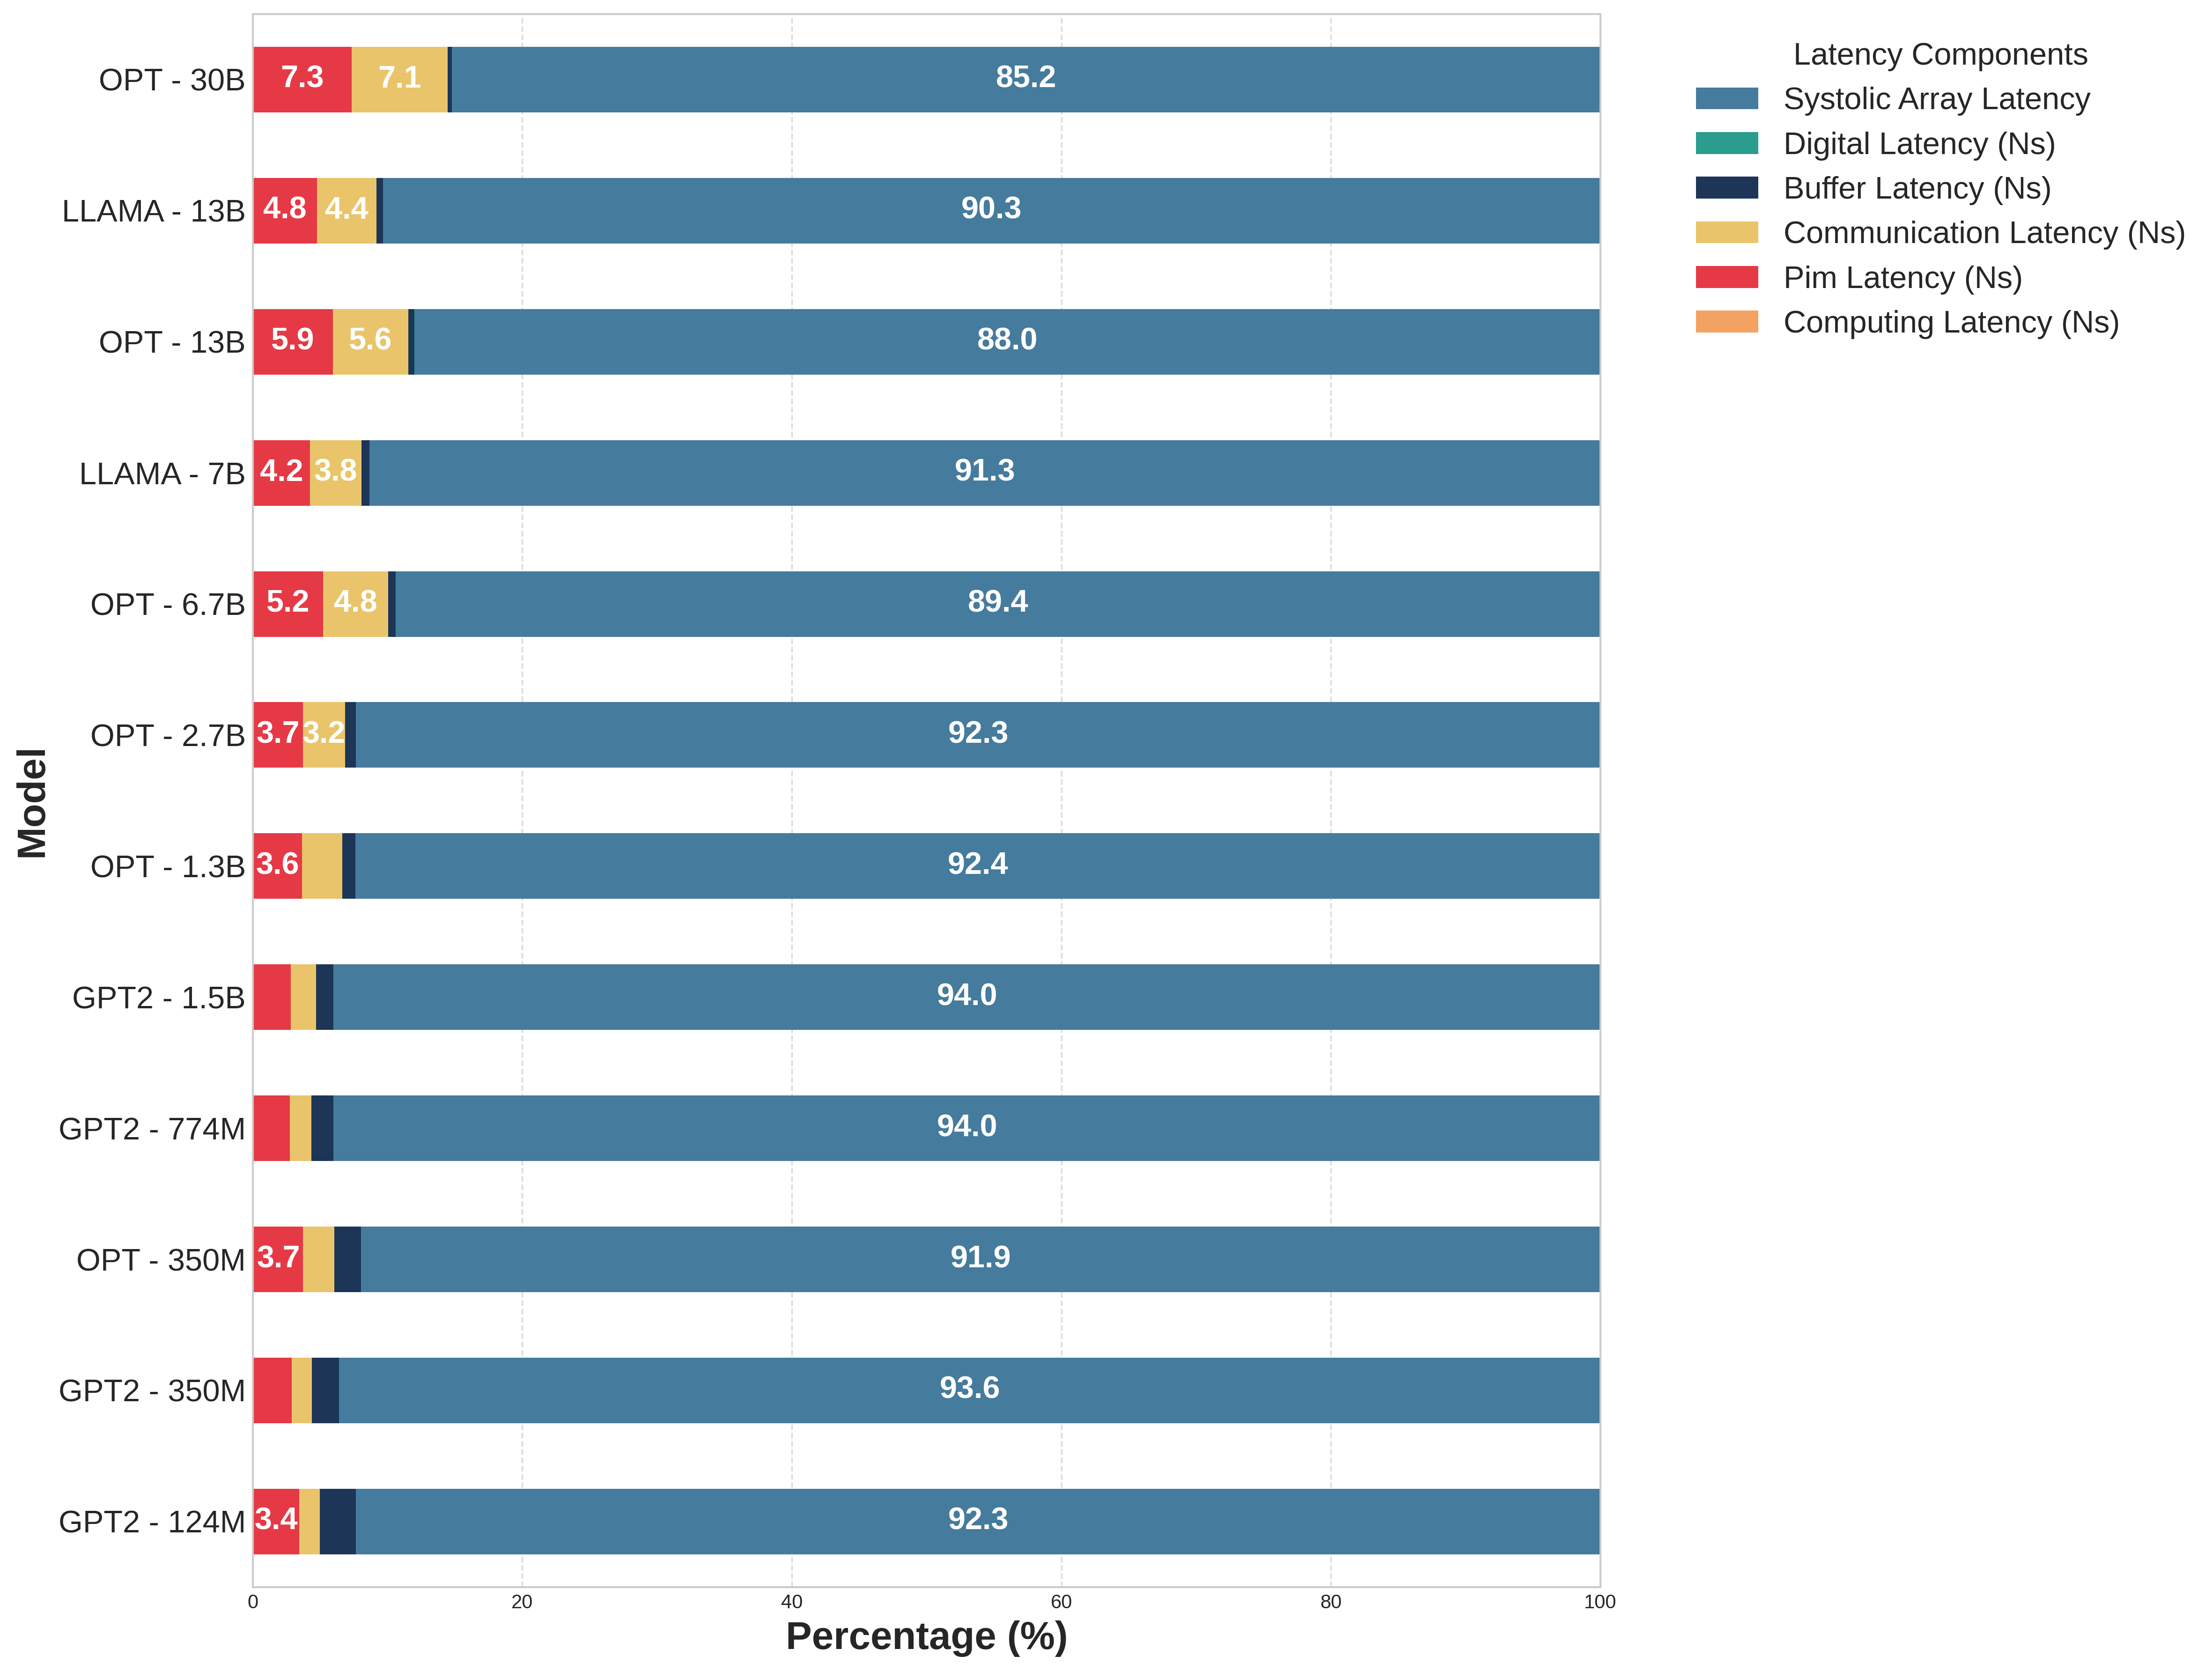 OPT - 30B 7.3 7.1 85.2
LLAMA - 13B 4.8 4.4 90.3
OPT - 13B 5.9 5.6 88.0
LLAMA - 7B 4.2 3.8 91.3
OPT - 6.7B 5.2 4.8 89.4
OPT - 2.7B 3.7 3.2 92.3
OPT - 1.3B 3.6 92.4
GPT2 - 1.5B 94.0
GPT2 - 774M 94.0
OPT - 350M 3.7 91.9
GPT2 - 350M 93.6
GPT2 - 124M 3.4 92.3
0 20 40 60 80 100
Percentage (%)
Model
Latency Components
Systolic Array Latency
Digital Latency (Ns)
Buffer Latency (Ns)
Communication Latency (Ns)
Pim Latency (Ns)
Computing Latency (Ns)